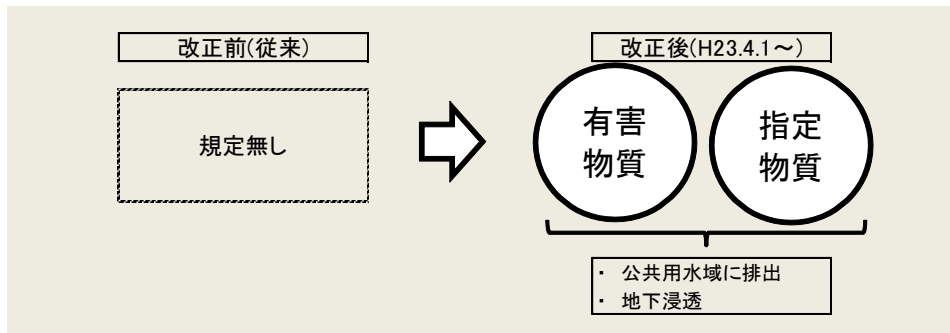 改正前(従来)
規定無し
改正後(H23.4.1～)
有害
物質
指定
物質
・ 公共用水域に排出
・ 地下浸透